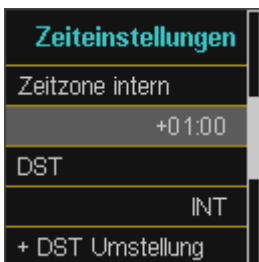 Zeiteinstellungen
Zeitzone intern
+01:00
DST
INT
+ DST Umstellung